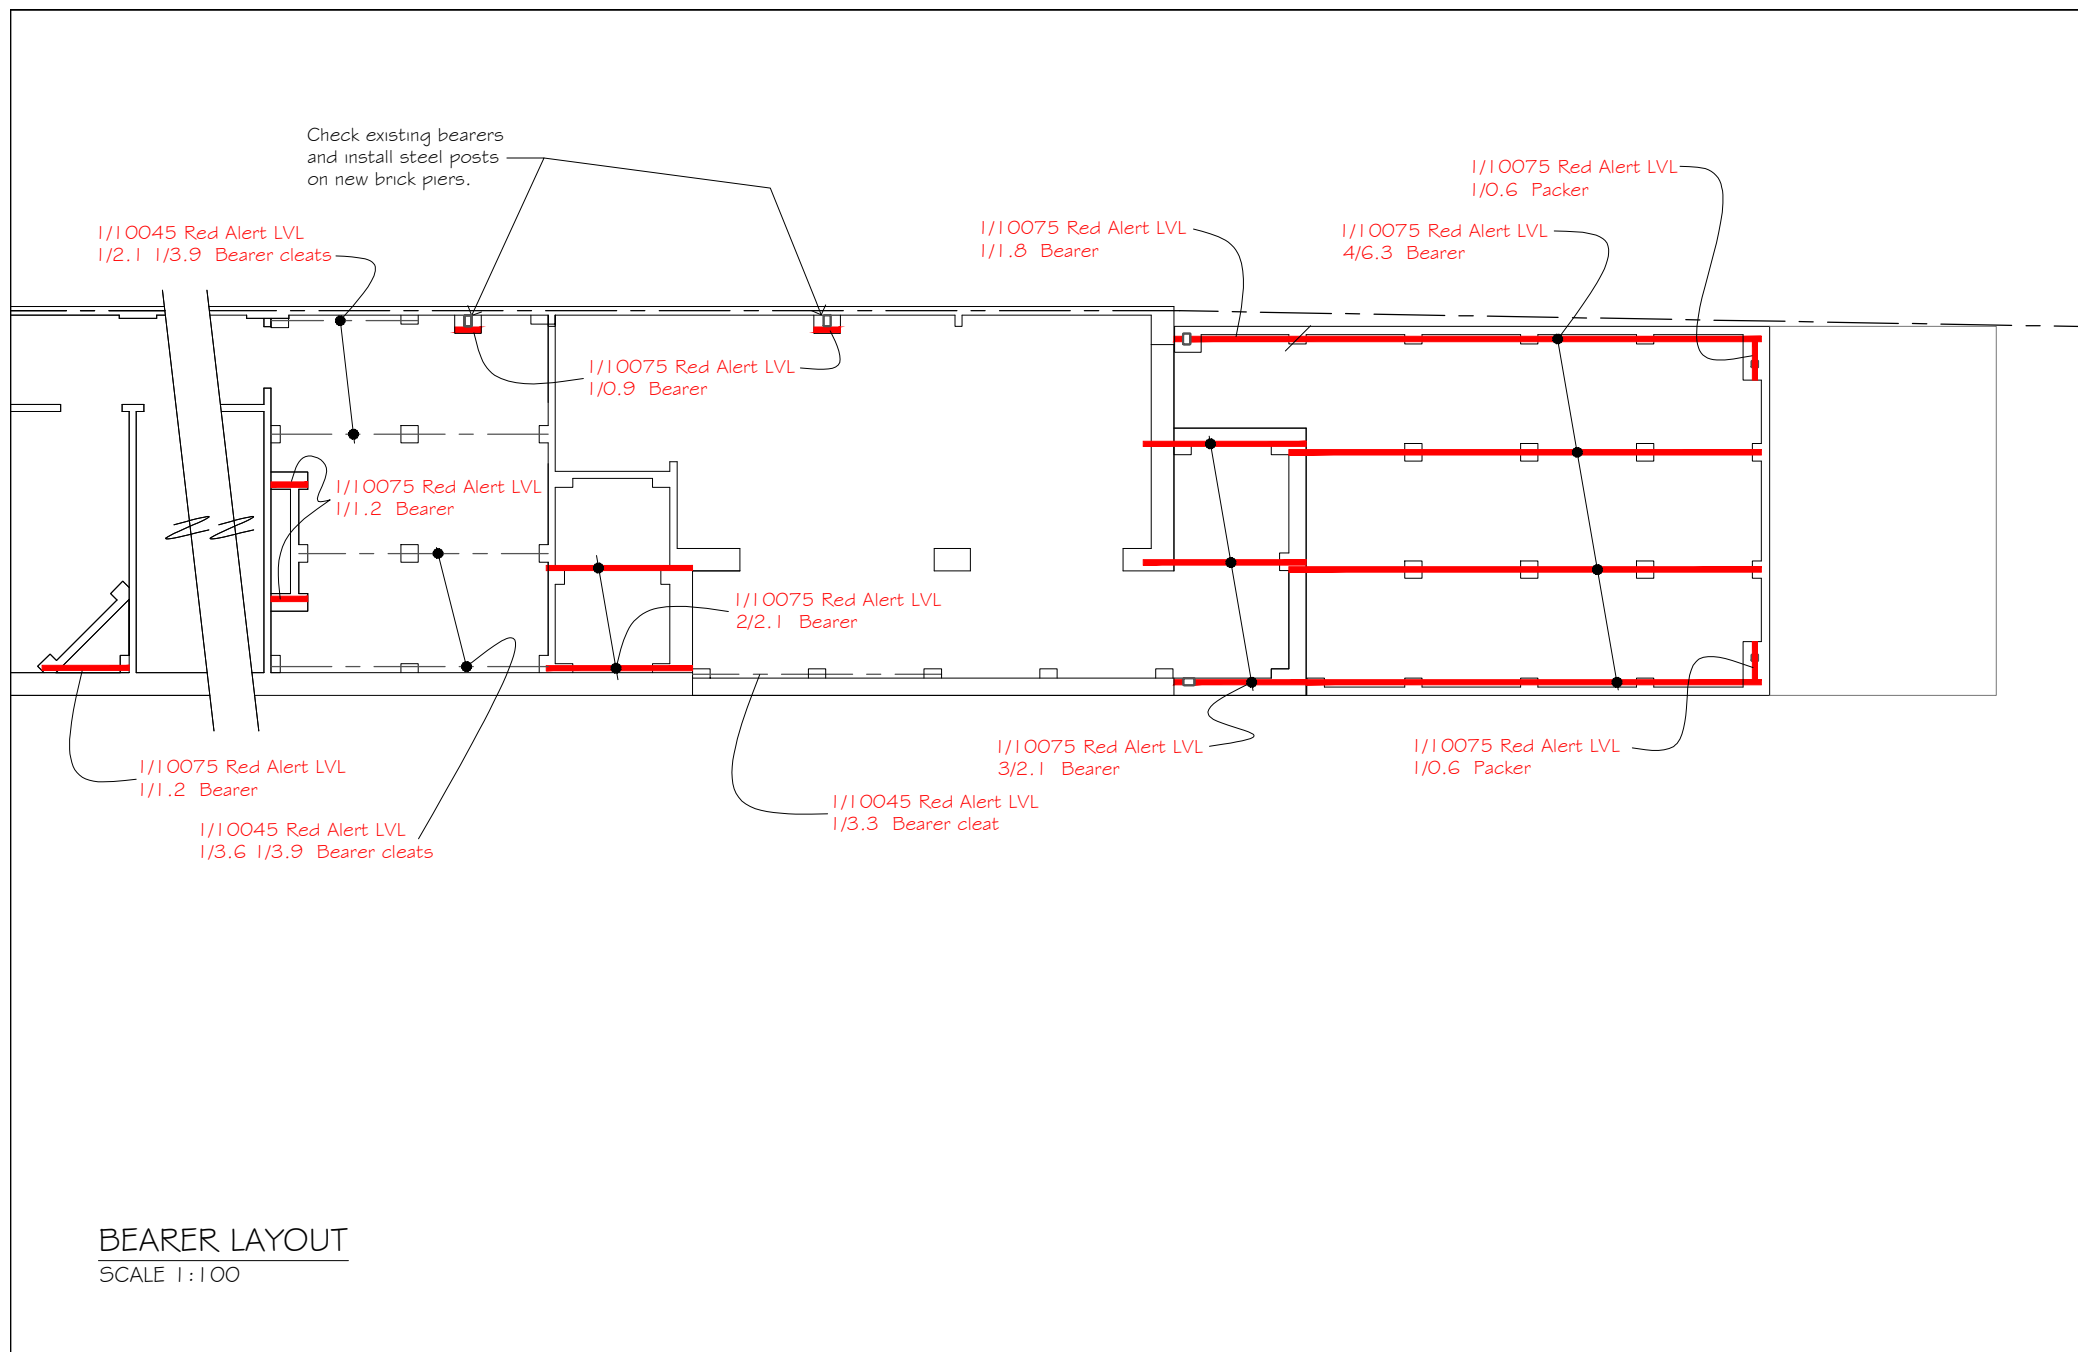 Check existing bearers
and install steel posts
on new brick piers.
1/10075 Red Alert LVL
1/0.6 Packer
1/10045 Red Alert LVL
1/2.1 1/3.9 Bearer cleats
1/10075 Red Alert LVL
1/1.8 Bearer
1/10075 Red Alert LVL
4/6.3 Bearer
1/10075 Red Alert LVL
1/0.9 Bearer
1/10075 Red Alert LVL
1/1.2 Bearer
1/10075 Red Alert LVL
2/2.1 Bearer
1/10075 Red Alert LVL
3/2.1 Bearer
1/10075 Red Alert LVL
1/0.6 Packer
1/10075 Red Alert LVL
1/1.2 Bearer
1/10045 Red Alert LVL
1/3.3 Bearer cleat
1/10045 Red Alert LVL
1/3.6 1/3.9 Bearer cleats
BEARER LAYOUT
SCALE 1:100